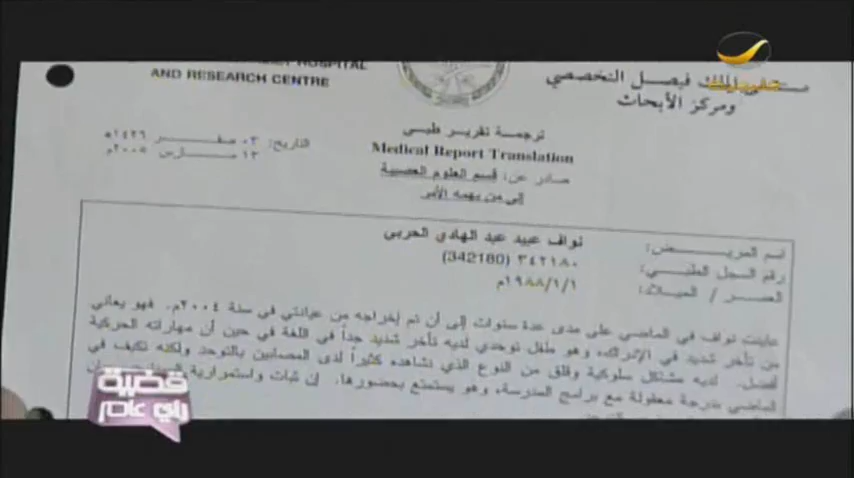 HOSPITAL
AND RESEARCH CENTRE
فيصل التخصصي
ومركز الأبحاث
ترجمة تقرير طبي
Medical Report Translation
صادر عن: قسم العلوم العصبية
إلى من يهمه الأمر
التاريخ: ٠٣ صفر ١٤٢٦هـ
١٣ مارس ٢٠٠٥م
اسم المريض: نواف عبيد عبد الهادي الحربي
رقم السجل الطبي: ٣٤٢١٨٠ (342180)
العمر / الميلاد: ١٩٨٨/١/١م
عاينت نواف في الماضي على مدى عدة سنوات إلى أن تم إخراجه من عيادتي في سنة ٢٠٠٤م. فهو يعاني
من تأخر شديد في الإدراك، وهو طفل توحدي لديه تأخر شديد جداً في اللغة في حين أن مهاراته الحركية
أفضل. لديه مشاكل سلوكية وقلق من النوع الذي نشاهده كثيراً لدى المصابين بالتوحد ولكنه تكيف في
الماضي بدرجة معقولة مع برامج المدرسة، وهو يستمتع بحضورها. إن ثبات واستمرارية
قضية
رأي عام